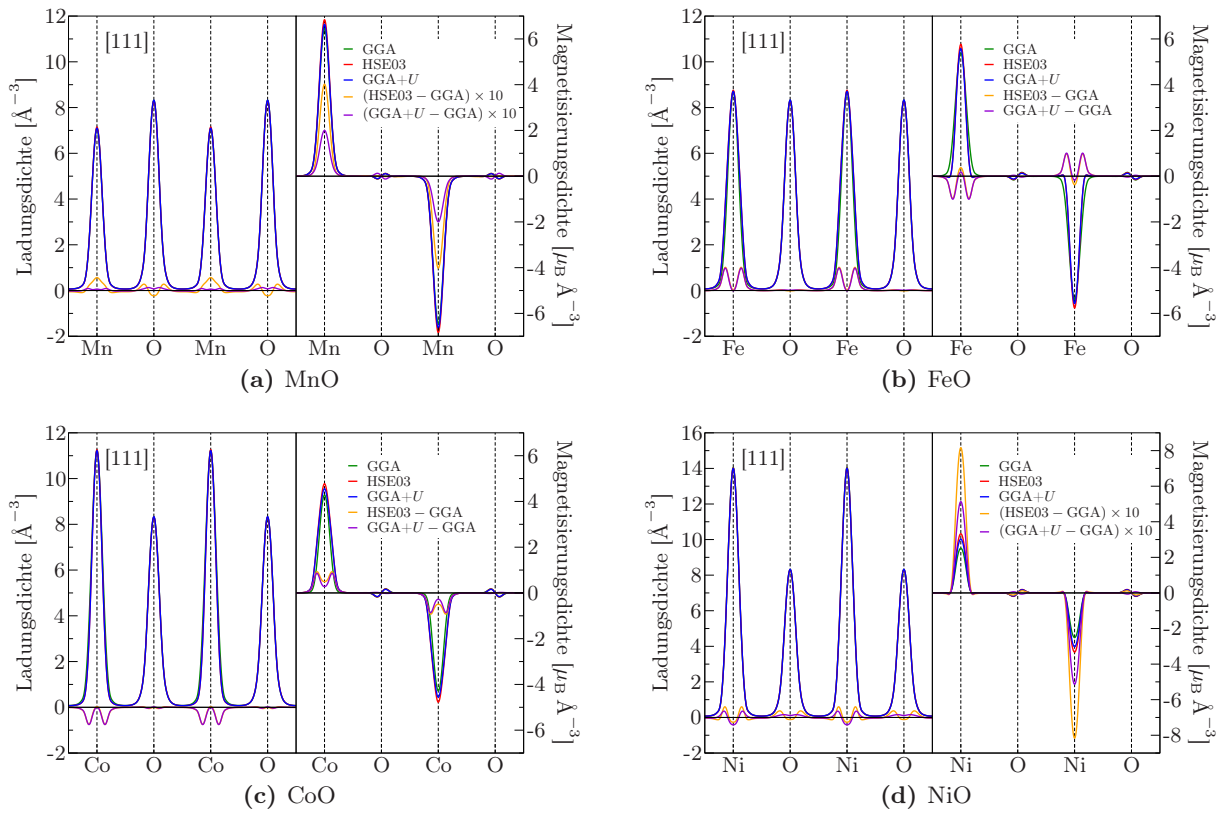 [111]
Ladungsdichte [Å⁻³]
12
10
8
6
4
2
0
-2
Mn O Mn O
GGA
HSE03
GGA+U
(HSE03 − GGA) × 10
(GGA+U − GGA) × 10
Mn O Mn O
6
4
2
0
-2
-4
-6
Magnetisierungsdichte [μB Å⁻³]
(a) MnO
[111]
Ladungsdichte [Å⁻³]
12
10
8
6
4
2
0
-2
Fe O Fe O
GGA
HSE03
GGA+U
HSE03 − GGA
GGA+U − GGA
Fe O Fe O
6
4
2
0
-2
-4
-6
Magnetisierungsdichte [μB Å⁻³]
(b) FeO
[111]
Ladungsdichte [Å⁻³]
12
10
8
6
4
2
0
-2
Co O Co O
GGA
HSE03
GGA+U
HSE03 − GGA
GGA+U − GGA
Co O Co O
6
4
2
0
-2
-4
-6
Magnetisierungsdichte [μB Å⁻³]
(c) CoO
[111]
Ladungsdichte [Å⁻³]
16
14
12
10
8
6
4
2
0
-2
Ni O Ni O
GGA
HSE03
GGA+U
(HSE03 − GGA) × 10
(GGA+U − GGA) × 10
Ni O Ni O
8
6
4
2
0
-2
-4
-6
-8
Magnetisierungsdichte [μB Å⁻³]
(d) NiO